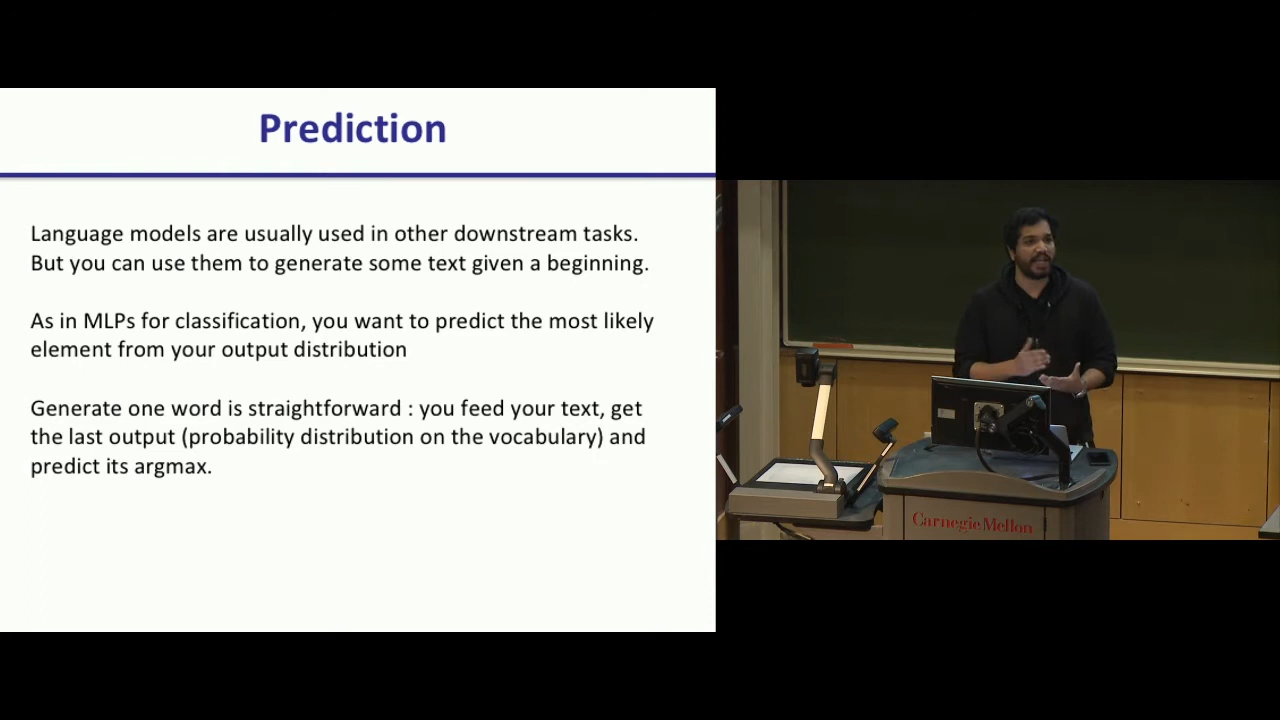 Prediction
Language models are usually used in other downstream tasks.
But you can use them to generate some text given a beginning.
As in MLPs for classification, you want to predict the most likely
element from your output distribution
Generate one word is straightforward : you feed your text, get
the last output (probability distribution on the vocabulary) and
predict its argmax.
Carnegie Mellon